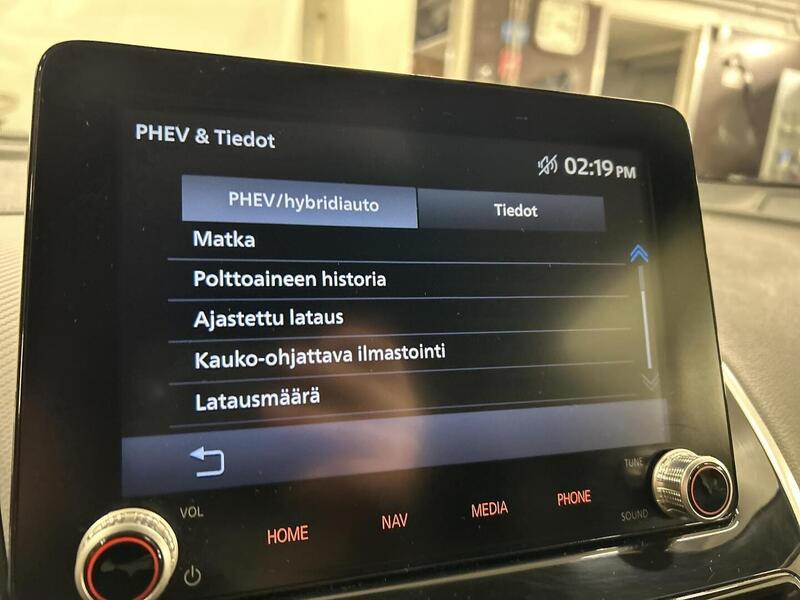 PHEV & Tiedot
02:19 PM
PHEV/hybridiauto
Tiedot
Matka
Polttoaineen historia
Ajastettu lataus
Kauko-ohjattava ilmastointi
Latausmäärä
VOL
HOME
NAV
MEDIA
PHONE
TUNE
SOUND